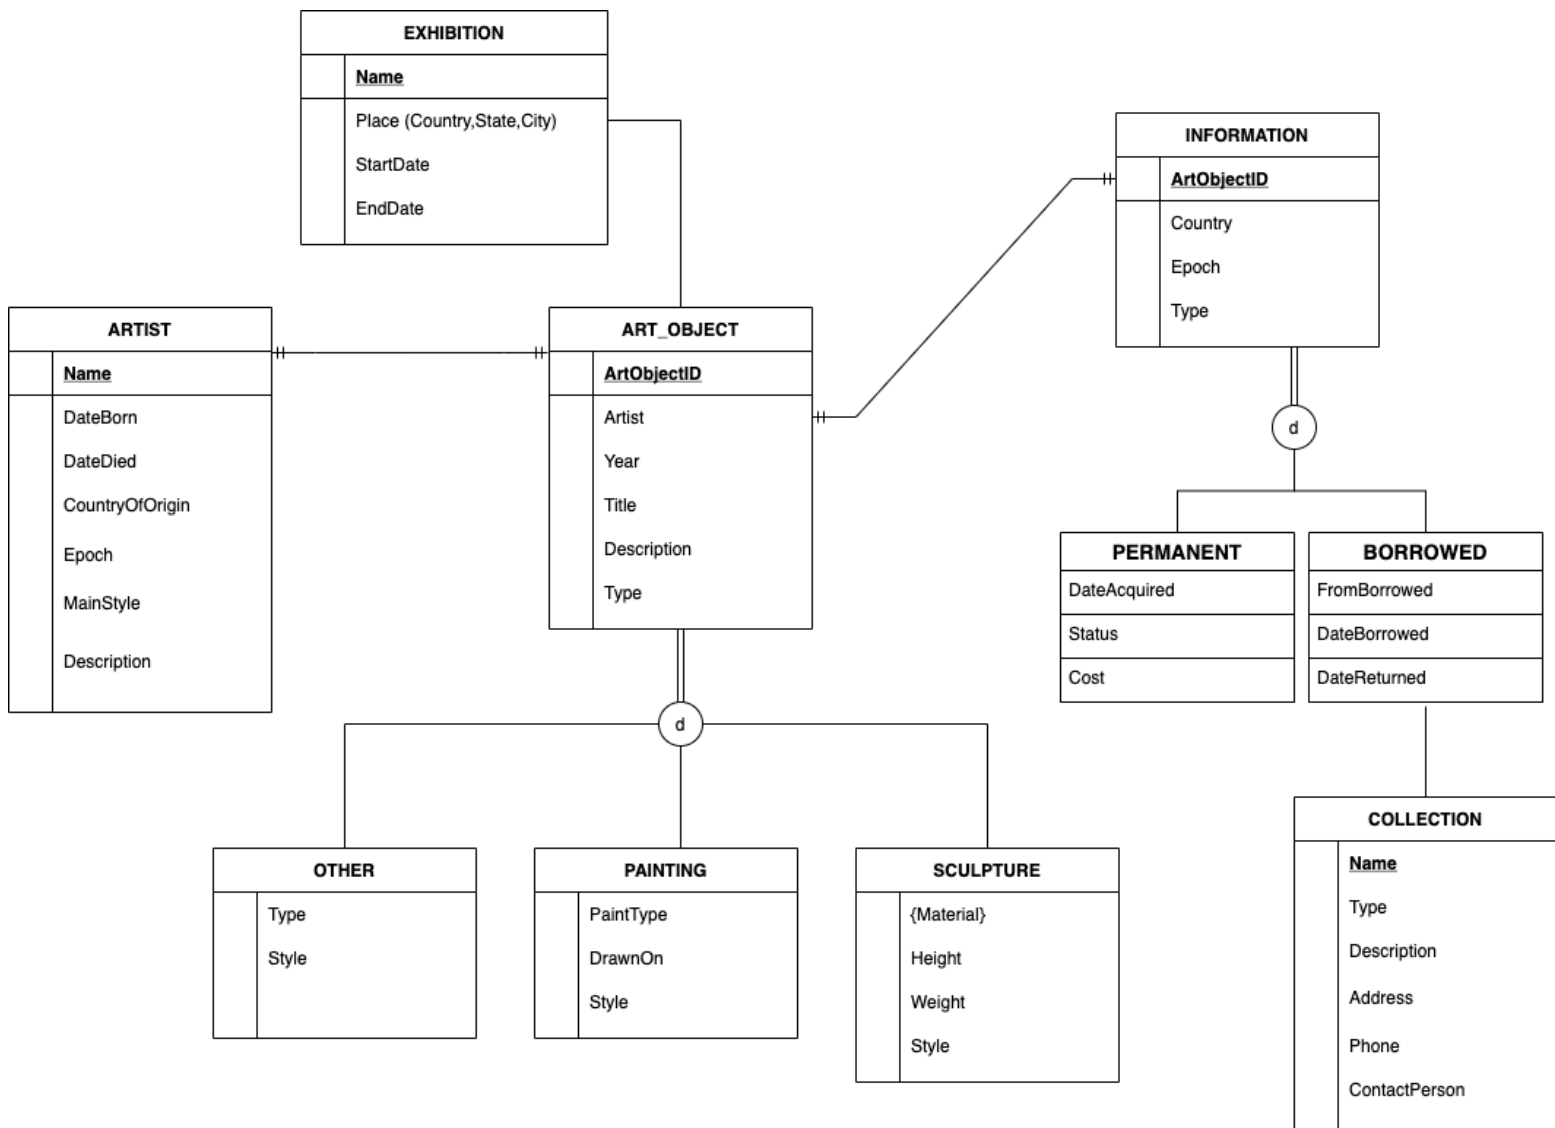 EXHIBITION
Name
Place (Country,State,City)
StartDate
EndDate
INFORMATION
ArtObjectID
Country
Epoch
Type
ARTIST
Name
DateBorn
DateDied
CountryOfOrigin
Epoch
MainStyle
Description
ART_OBJECT
ArtObjectID
Artist
Year
Title
Description
Type
d
PERMANENT
DateAcquired
Status
Cost
BORROWED
FromBorrowed
DateBorrowed
DateReturned
d
OTHER
Type
Style
PAINTING
PaintType
DrawnOn
Style
SCULPTURE
{Material}
Height
Weight
Style
COLLECTION
Name
Type
Description
Address
Phone
ContactPerson